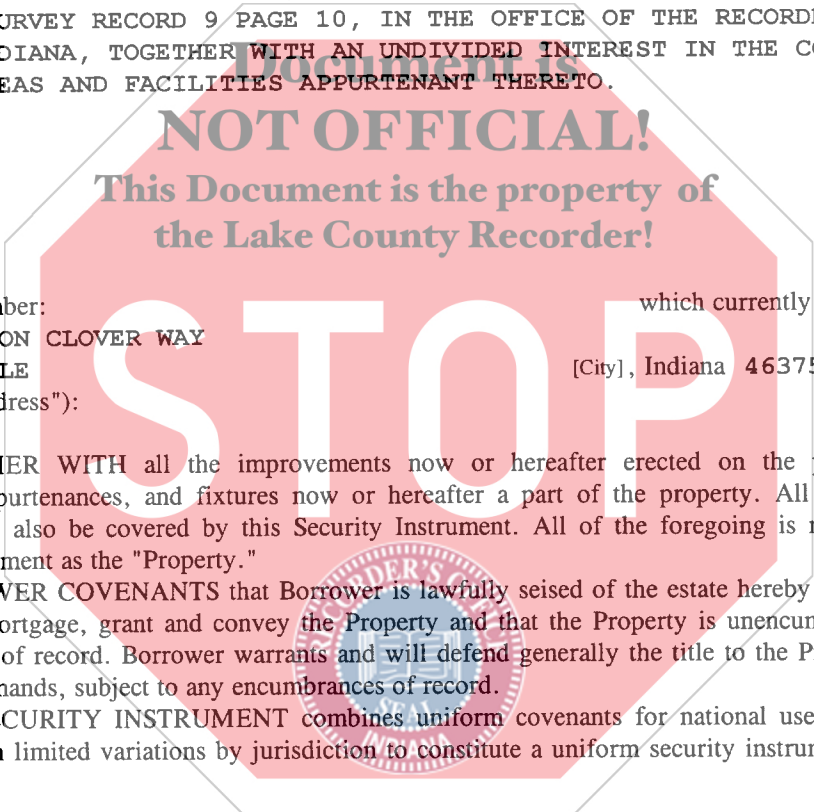 URVEY RECORD 9 PAGE 10, IN THE OFFICE OF THE RECORD
DIANA, TOGETHER WITH AN UNDIVIDED INTEREST IN THE CO
EAS AND FACILITIES APPURTENANT THERETO.
Document is
NOT OFFICIAL!
This Document is the property of
the Lake County Recorder!
ber: which currently
ON CLOVER WAY
LE [City], Indiana 46375
dress"):
STOP
ER WITH all the improvements now or hereafter erected on the
purtenances, and fixtures now or hereafter a part of the property. All
also be covered by this Security Instrument. All of the foregoing is
ment as the "Property."
WER COVENANTS that Borrower is lawfully seised of the estate hereby
ortgage, grant and convey the Property and that the Property is unencu
of record. Borrower warrants and will defend generally the title to the P
mands, subject to any encumbrances of record.
CURITY INSTRUMENT combines uniform covenants for national use
limited variations by jurisdiction to constitute a uniform security instru
SEAL
INDIANA